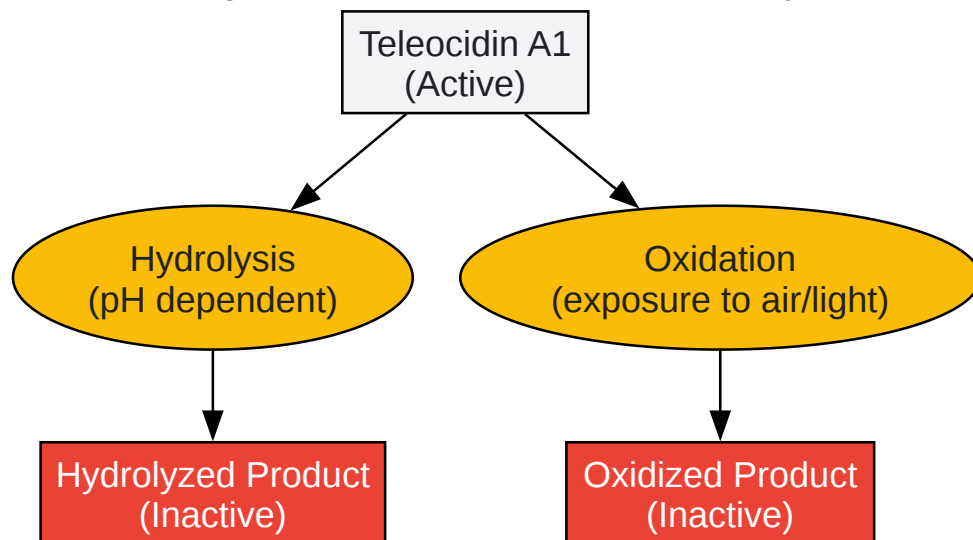 Teleocidin A1
(Active)
Hydrolysis
(pH dependent)
Oxidation
(exposure to air/light)
Hydrolyzed Product
(Inactive)
Oxidized Product
(Inactive)